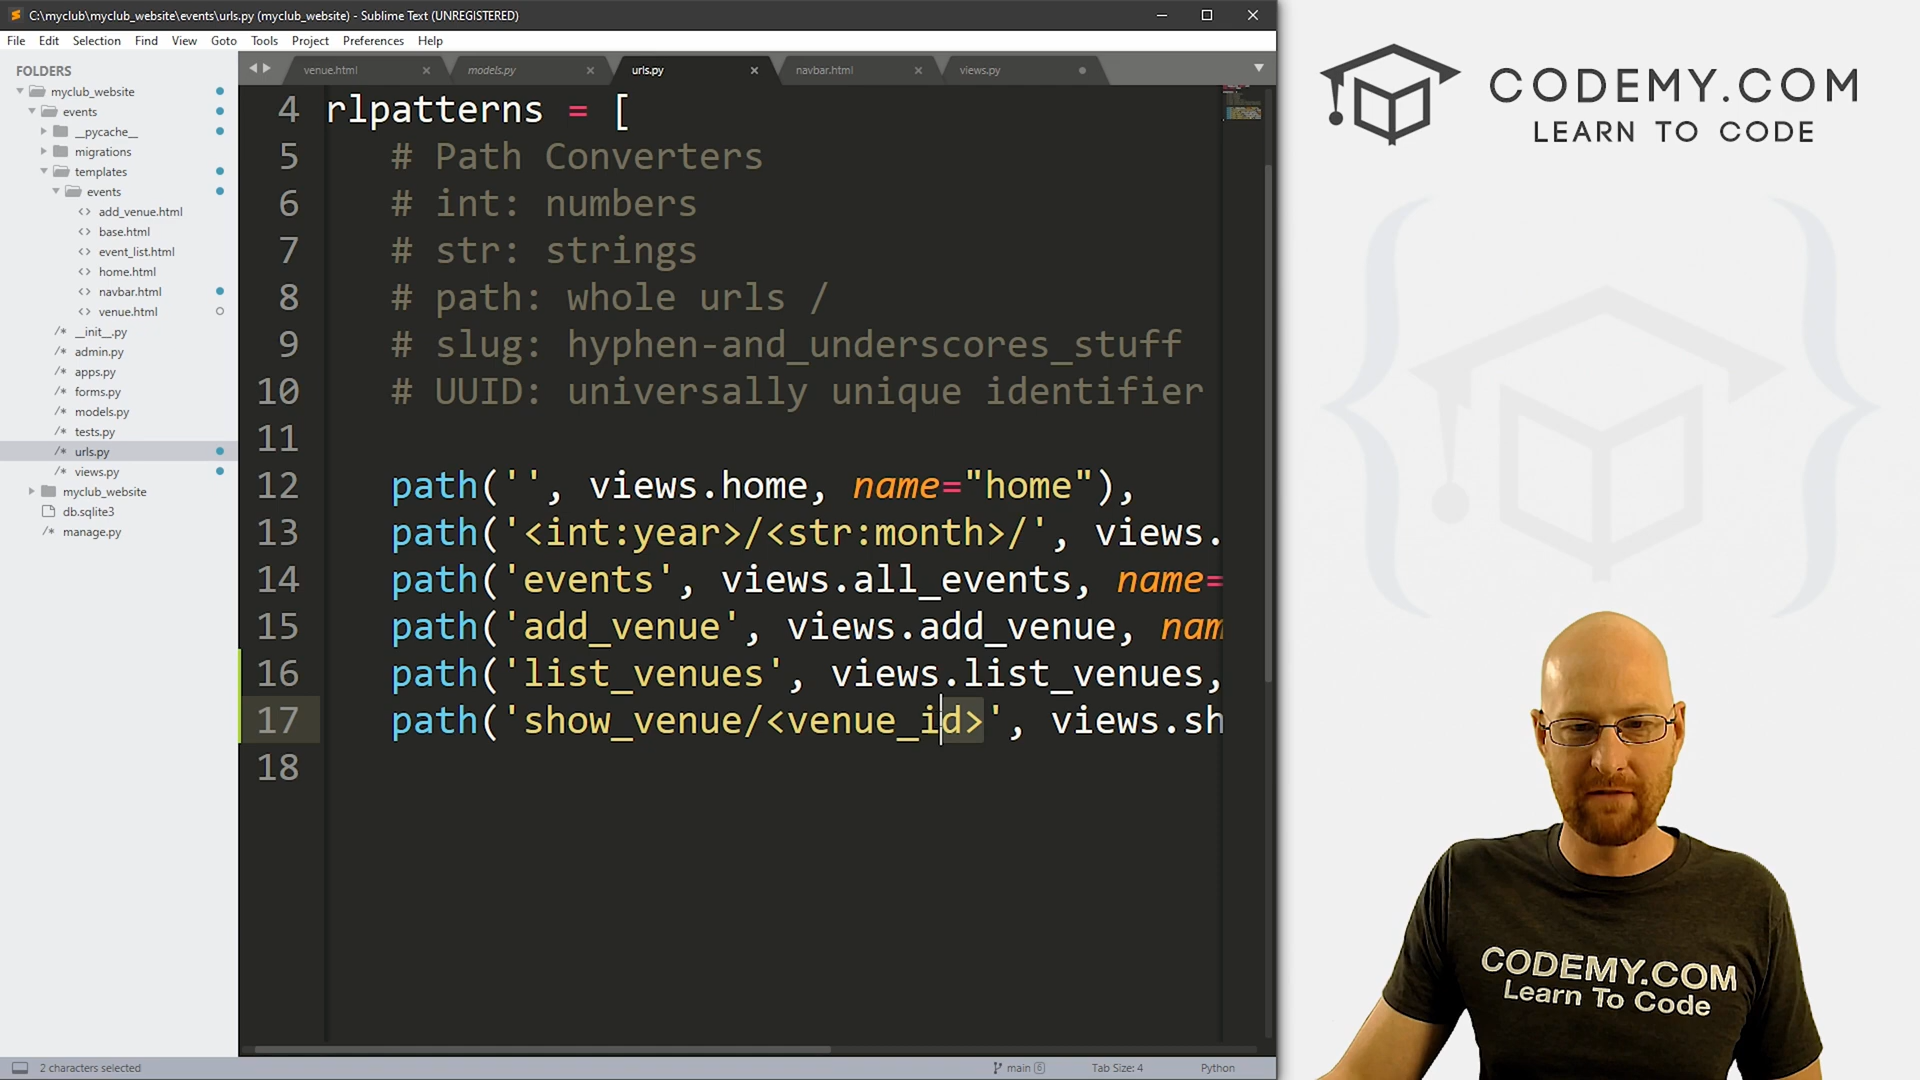 C:\myclub\myclub_website\events\urls.py (myclub_website) - Sublime Text (UNREGISTERED)
File Edit Selection Find View Goto Tools Project Preferences Help
FOLDERS
myclub_website
events
__pycache__
migrations
templates
events
add_venue.html
base.html
event_list.html
home.html
navbar.html
venue.html
__init__.py
admin.py
apps.py
forms.py
models.py
tests.py
urls.py
views.py
myclub_website
db.sqlite3
manage.py
venue.html models.py urls.py navbar.html views.py
4 rlpatterns = [
5 # Path Converters
6 # int: numbers
7 # str: strings
8 # path: whole urls /
9 # slug: hyphen-and_underscores_stuff
10 # UUID: universally unique identifier
11
12 path('', views.home, name="home"),
13 path('<int:year>/<str:month>/', views.
14 path('events', views.all_events, name=
15 path('add_venue', views.add_venue, nam
16 path('list_venues', views.list_venues,
17 path('show_venue/<venue_id>', views.sh
18
2 characters selected
main 6
Tab Size: 4
Python
CODEMY.COM
LEARN TO CODE
CODEMY.COM
Learn To Code